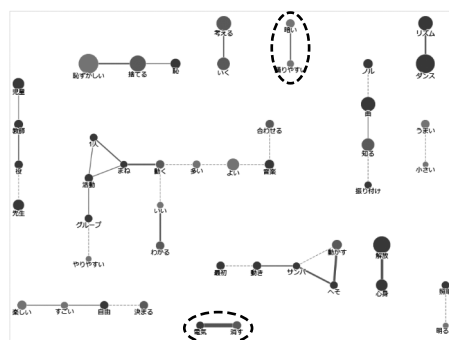 考える
暗い
リズム
いく
踊りやすい
ダンス
恥ずかしい
捨てる
恥
ノル
児童
曲
教師
合わせる
うまい
1人
知る
役
まね
動く
多い
よい
音楽
小さい
活動
振り付け
先生
いい
グループ
わかる
動かす
解放
やりやすい
最初
動き
サンバ
へそ
心身
楽しい
すごい
自由
決まる
電気
消す
明る